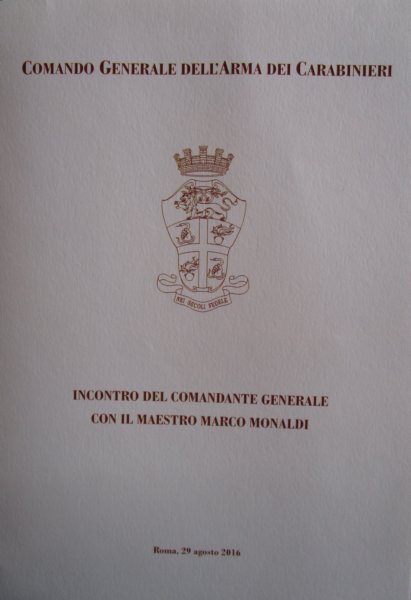 COMANDO GENERALE DELL'ARMA DEI CARABINIERI
NEI SECOLI FEDELE
INCONTRO DEL COMANDANTE GENERALE
CON IL MAESTRO MARCO MONALDI
Roma, 29 agosto 2016